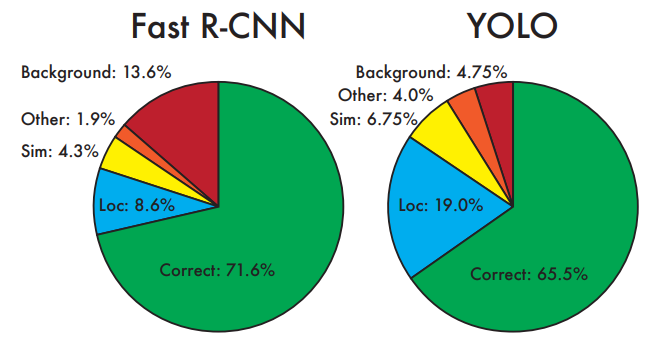 Fast R-CNN
Background: 13.6%
Other: 1.9%
Sim: 4.3%
Loc: 8.6%
Correct: 71.6%
YOLO
Background: 4.75%
Other: 4.0%
Sim: 6.75%
Loc: 19.0%
Correct: 65.5%